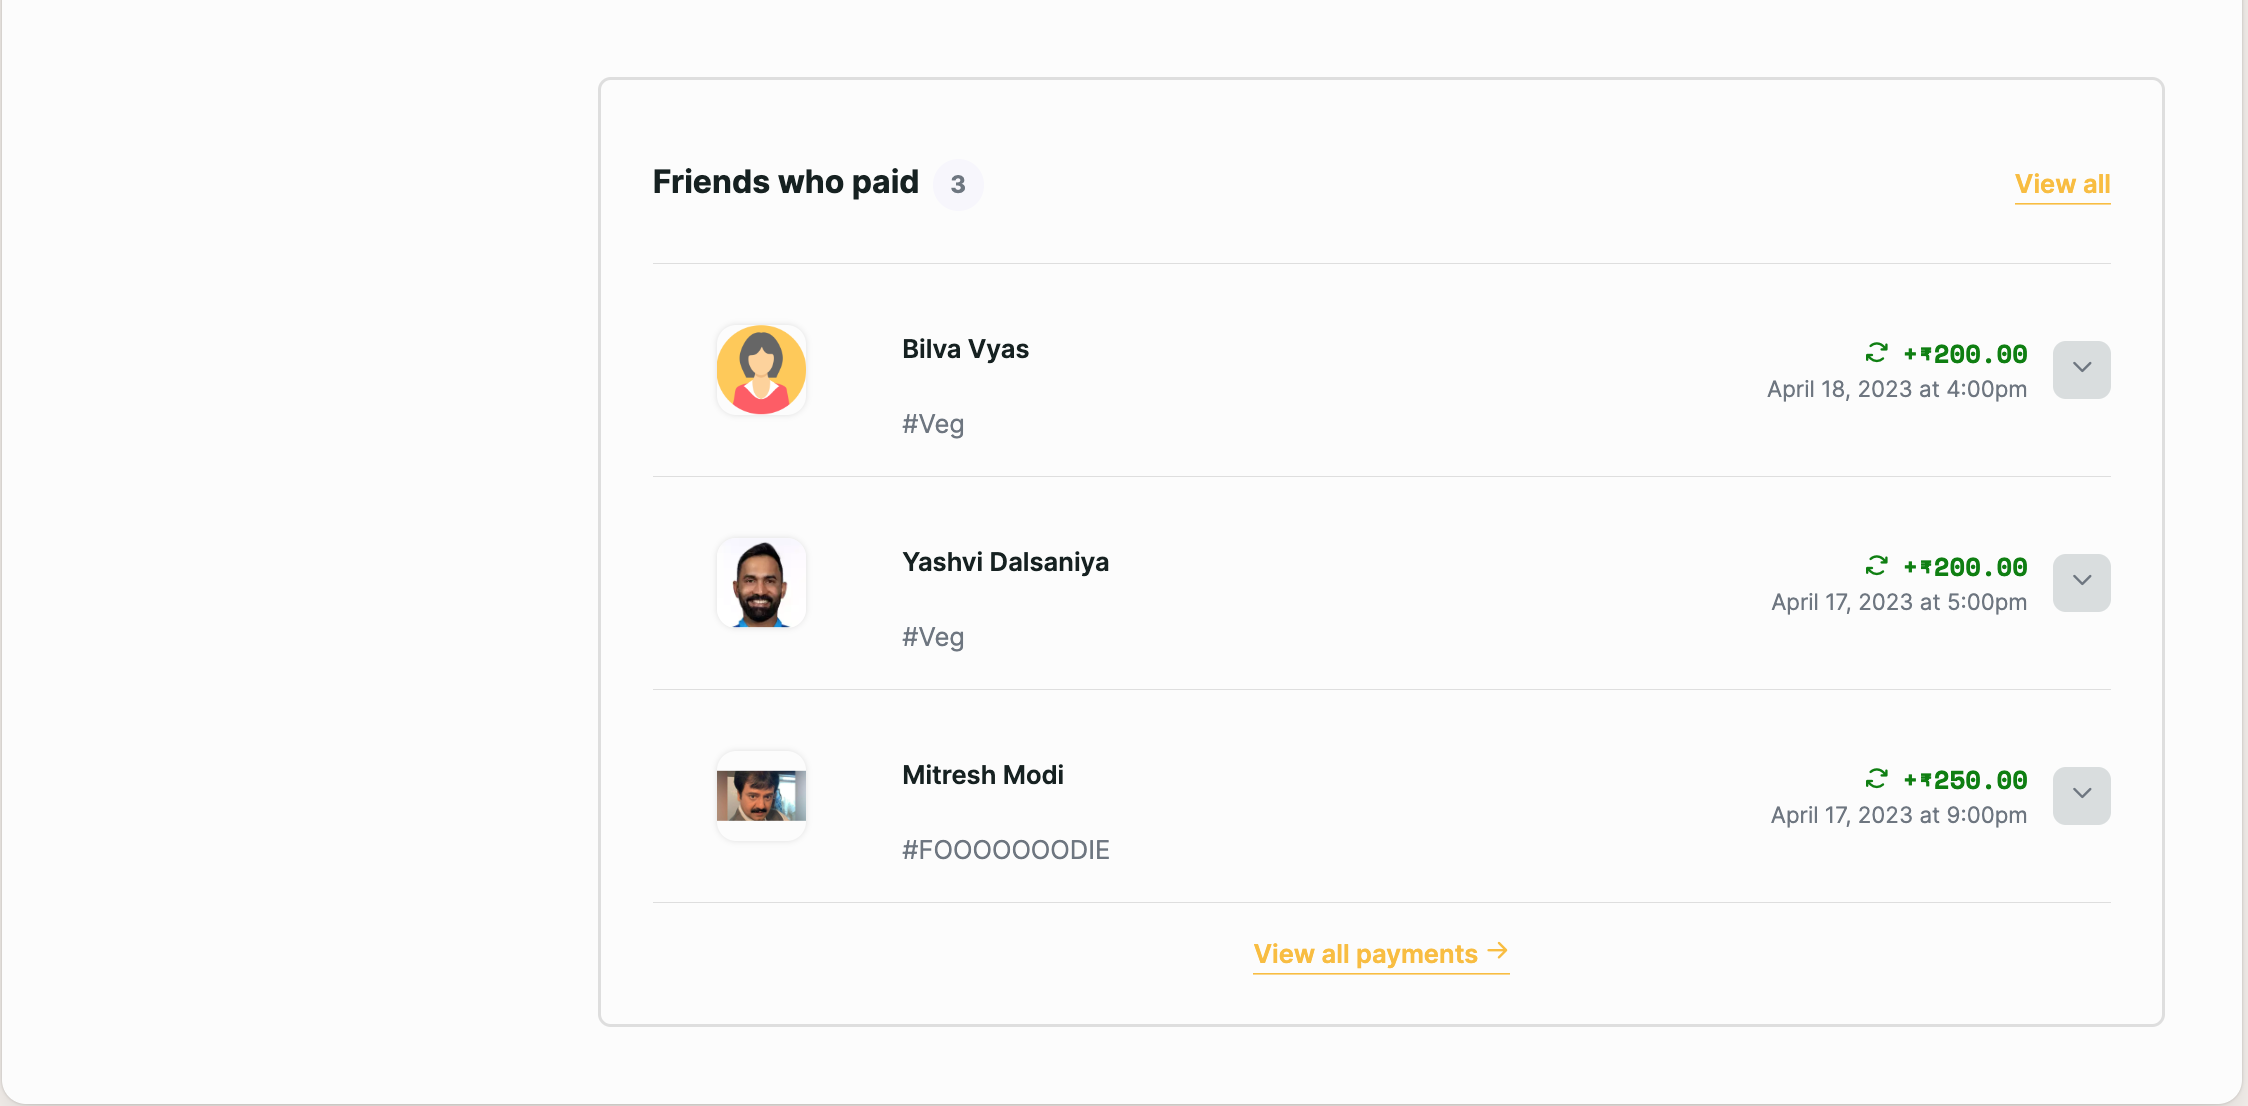 Friends who paid 3
View all
Bilva Vyas
+₹200.00
April 18, 2023 at 4:00pm
#Veg
Yashvi Dalsaniya
+₹200.00
April 17, 2023 at 5:00pm
#Veg
Mitresh Modi
+₹250.00
April 17, 2023 at 9:00pm
#FOOOOOOODIE
View all payments →